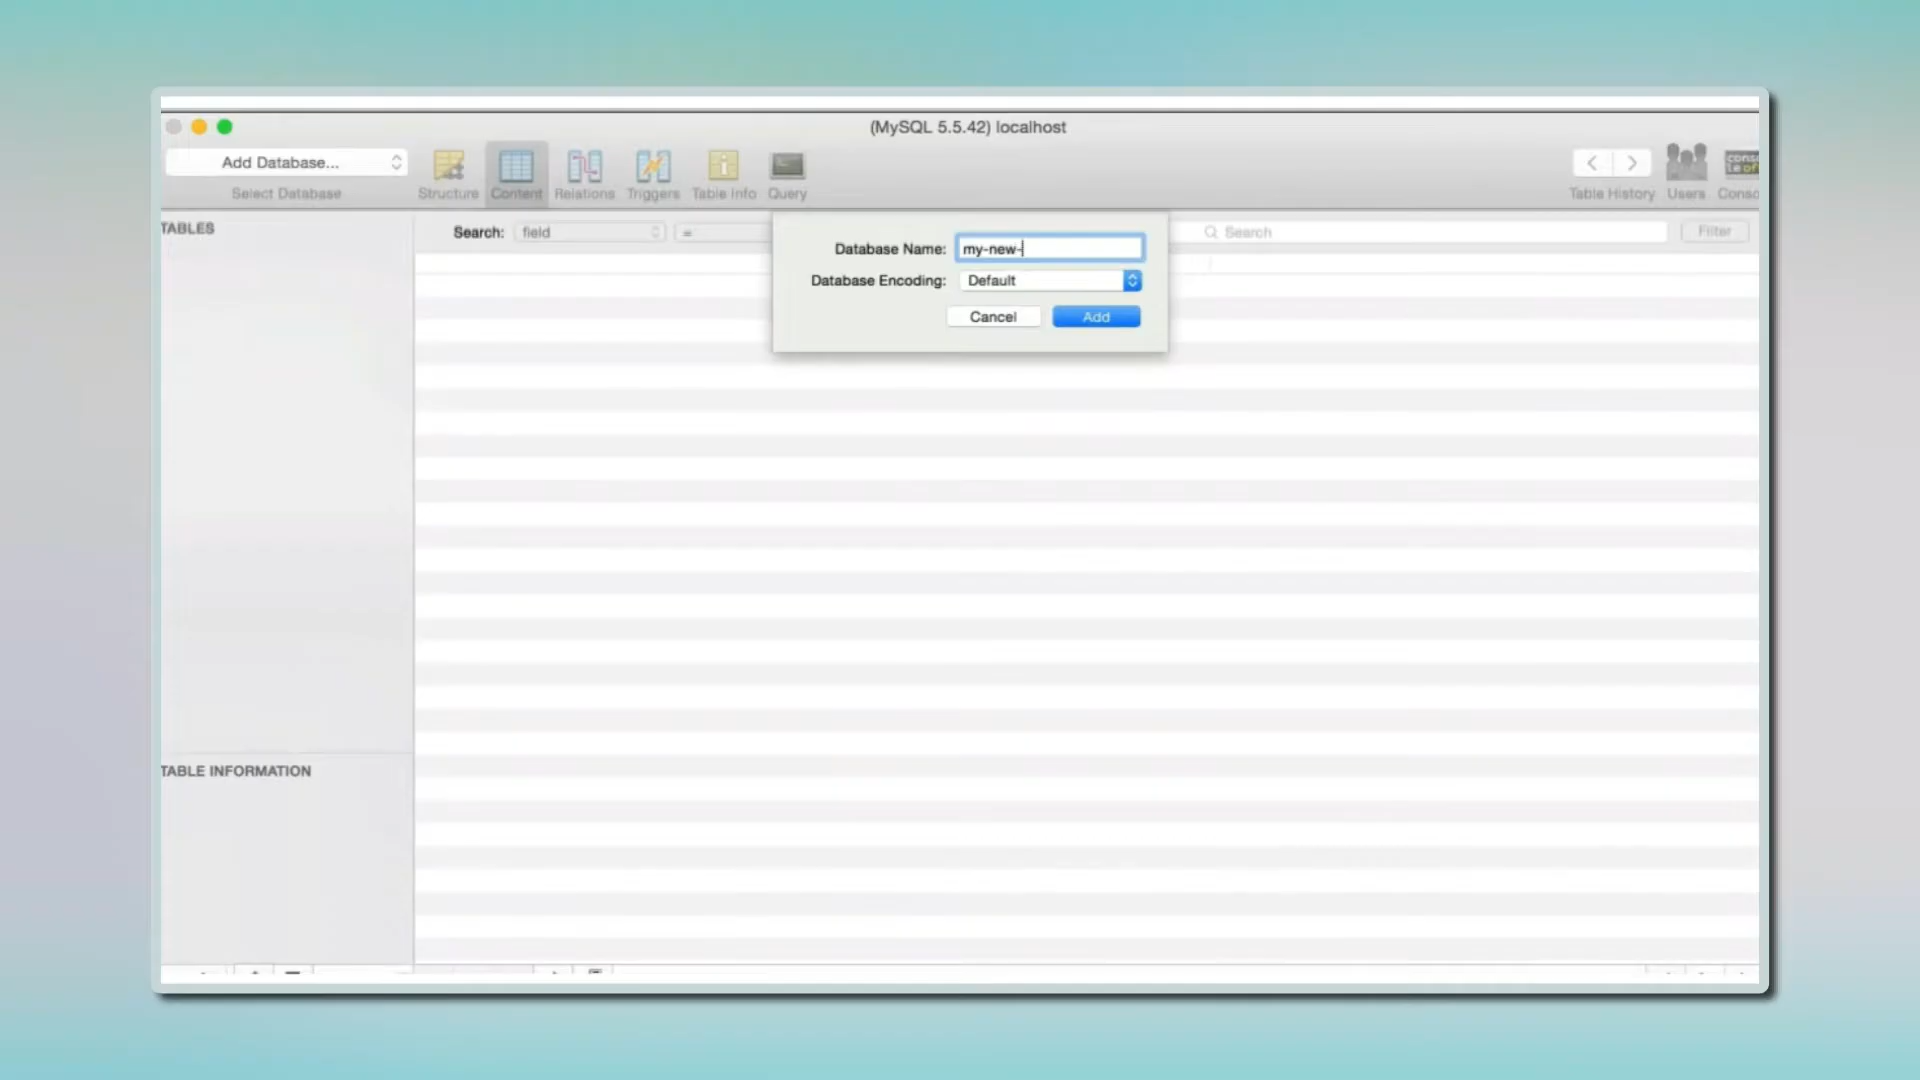 (MySQL 5.5.42) localhost
Add Database...
Select Database
Structure
Content
Relations
Triggers
Table Info
Query
Table History
Users
Conso
TABLES
Search:
field
=
Search
Filter
Database Name:
my-new-
Database Encoding:
Default
Cancel
Add
TABLE INFORMATION